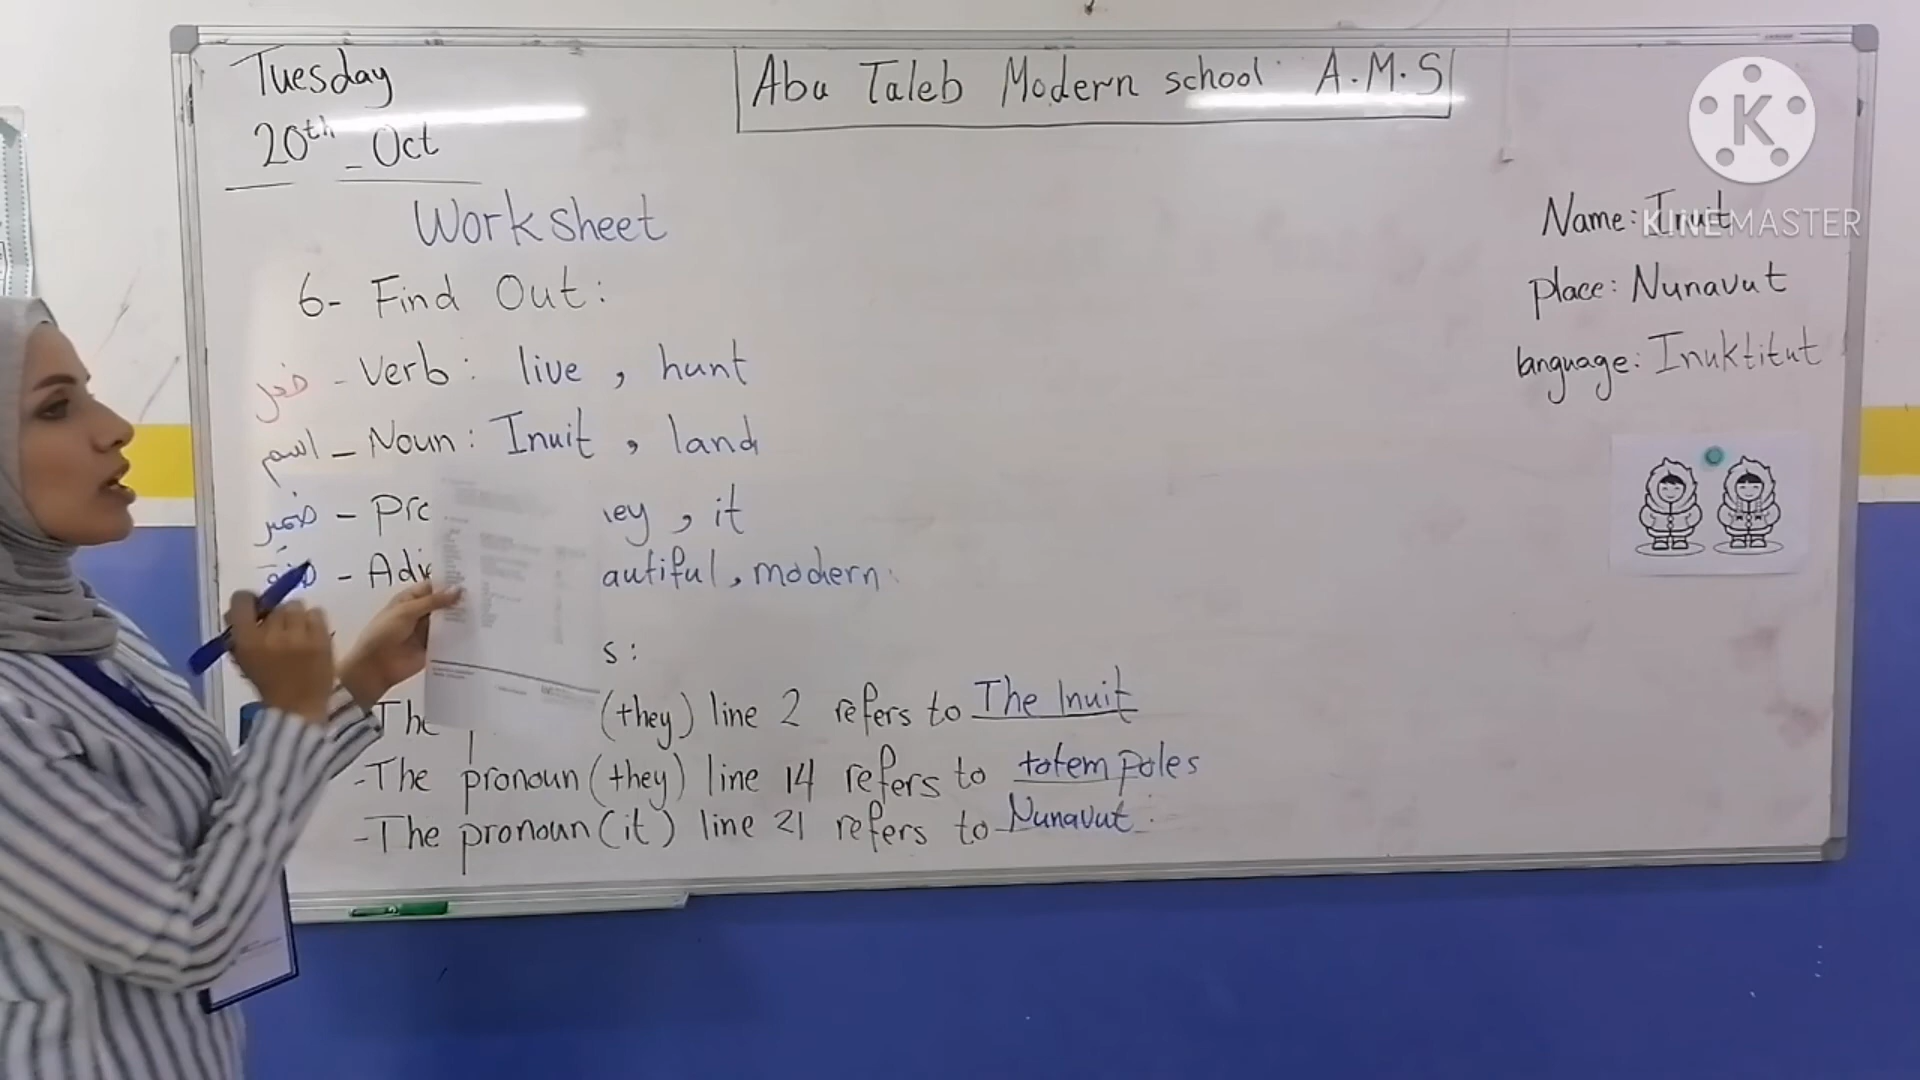 Tuesday
20th - Oct
Abu Taleb Modern school A.M.S
Worksheet
6- Find Out:
فعل - Verb: live , hunt
اسم - Noun: Inuit , land
ضمير - Pro ey , it
صفة - Adje autiful , modern
s:
The (they) line 2 refers to The Inuit
-The pronoun (they) line 14 refers to totem poles
-The pronoun (it) line 21 refers to Nunavut.
Name: Inuit
place: Nunavut
language: Inuktitut
K
KINEMASTER